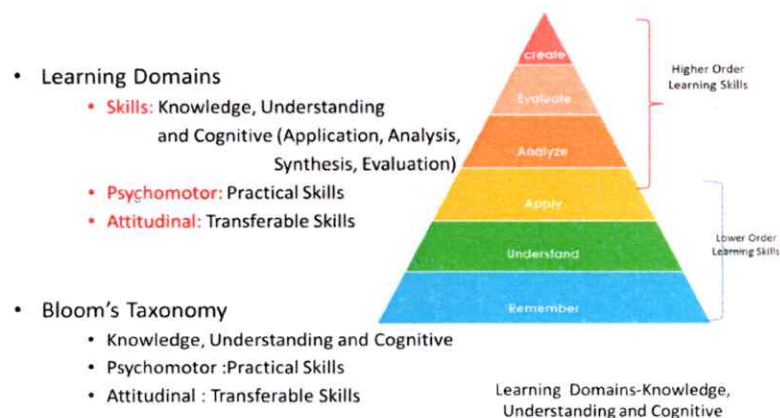 • Learning Domains
• Skills: Knowledge, Understanding
and Cognitive (Application, Analysis,
Synthesis, Evaluation)
• Psychomotor: Practical Skills
• Attitudinal: Transferable Skills
• Bloom's Taxonomy
• Knowledge, Understanding and Cognitive
• Psychomotor :Practical Skills
• Attitudinal : Transferable Skills
create
Evaluate
Analyze
Apply
Understand
Remember
Higher Order
Learning Skills
Lower Order
Learning Skills
Learning Domains-Knowledge,
Understanding and Cognitive